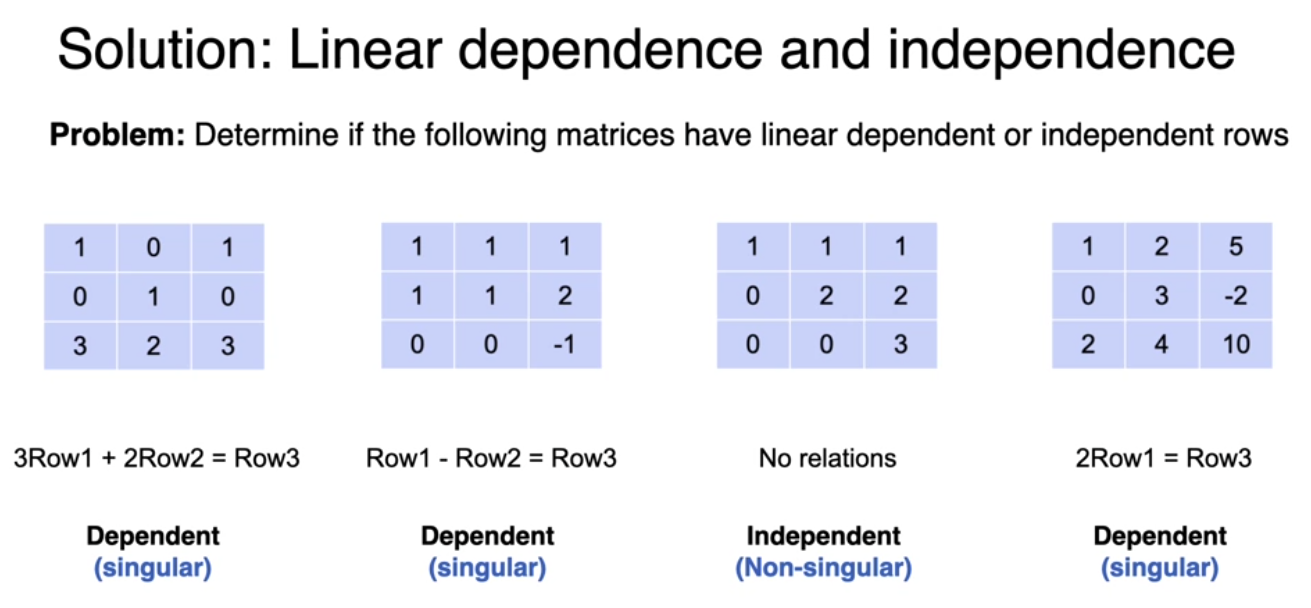 Solution: Linear dependence and independence
Problem: Determine if the following matrices have linear dependent or independent rows
1 0 1
0 1 0
3 2 3
3Row1 + 2Row2 = Row3
Dependent
(singular)
1 1 1
1 1 2
0 0 -1
Row1 - Row2 = Row3
Dependent
(singular)
1 1 1
0 2 2
0 0 3
No relations
Independent
(Non-singular)
1 2 5
0 3 -2
2 4 10
2Row1 = Row3
Dependent
(singular)